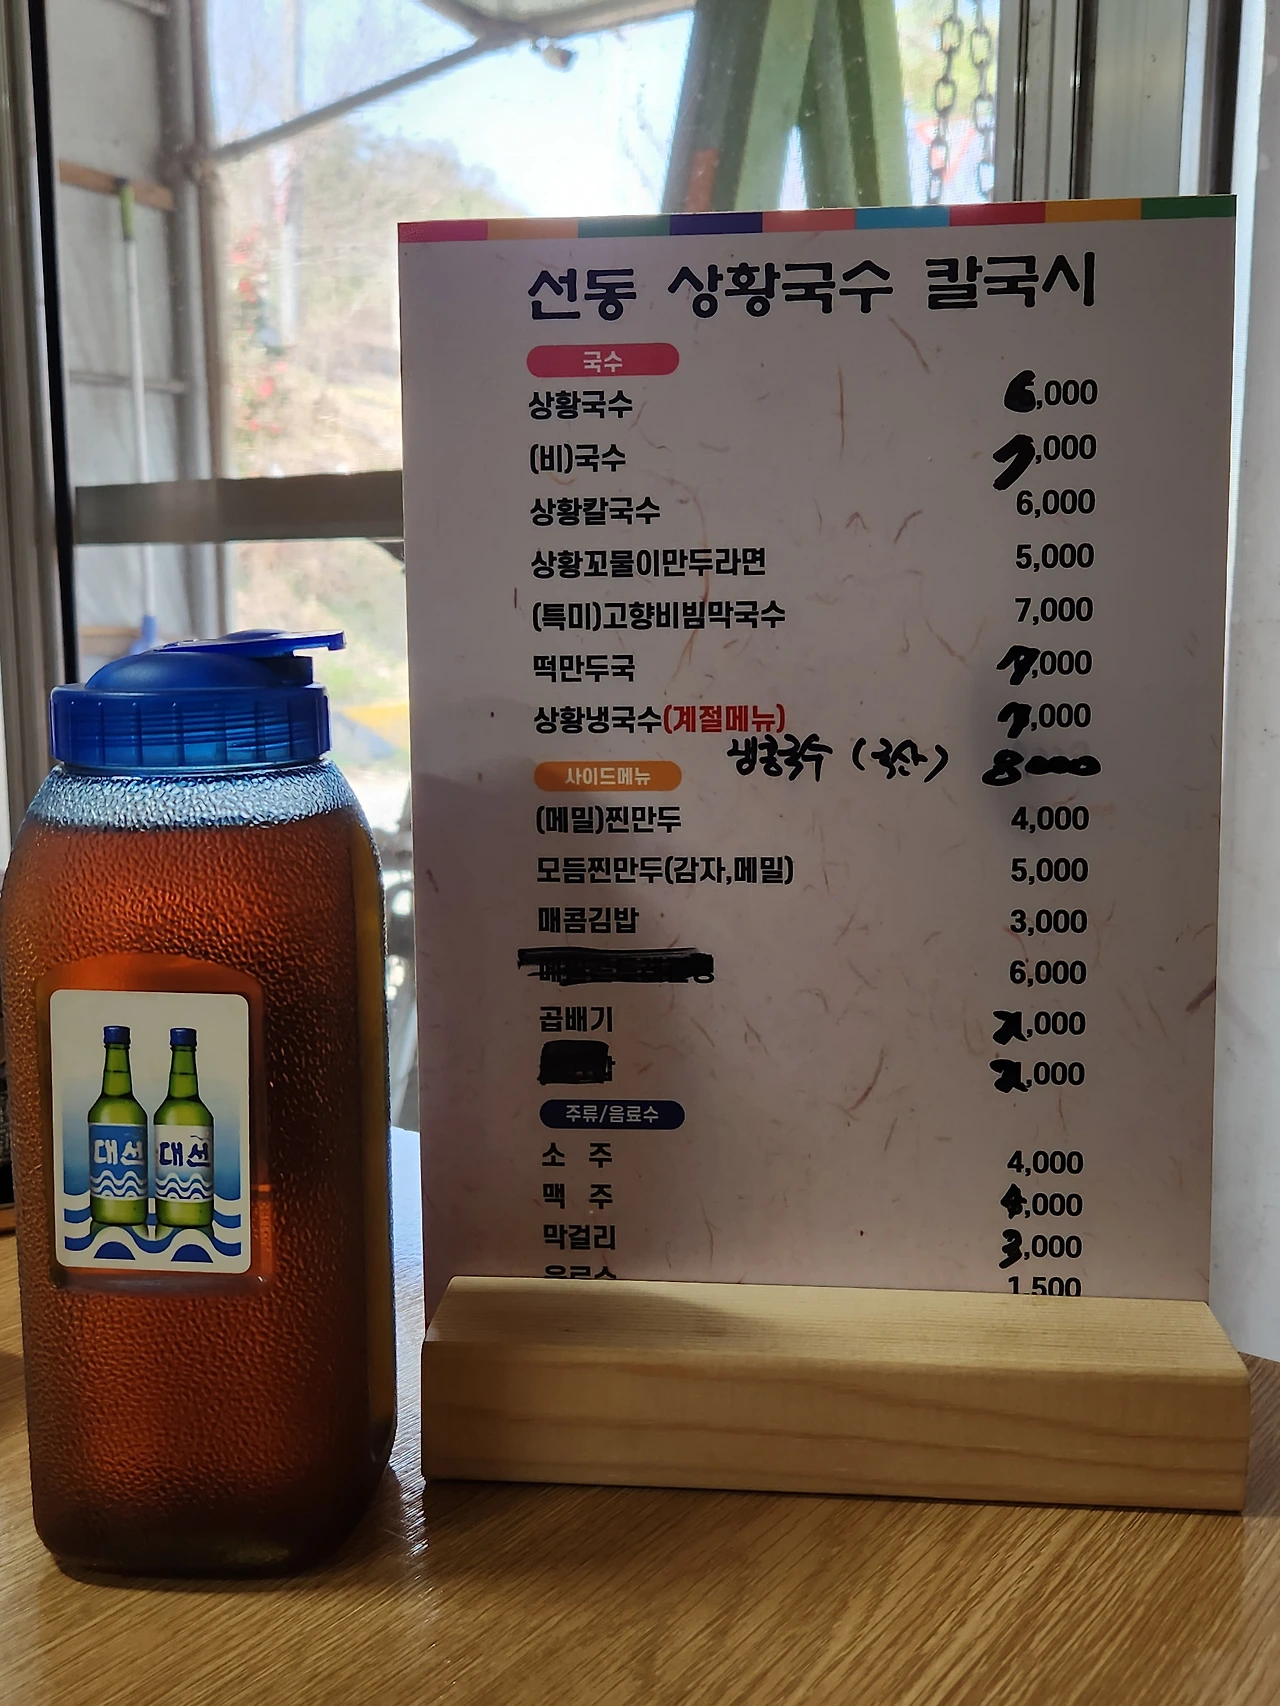 선동 상황국수 칼국시
국수
상황국수 6,000
(비)국수 7,000
상황칼국수 6,000
상황꼬물이만두라면 5,000
(특미)고향비빔막국수 7,000
떡만두국 7,000
상황냉국수(계절메뉴) 7,000
냉콩국수 (국산) 8000
사이드메뉴
(메밀)찐만두 4,000
모듬찐만두(감자,메밀) 5,000
매콤김밥 3,000
6,000
곱배기 2,000
2,000
주류/음료수
소 주 4,000
맥 주 4,000
막걸리 3,000
음료수 1,500
대선 대선